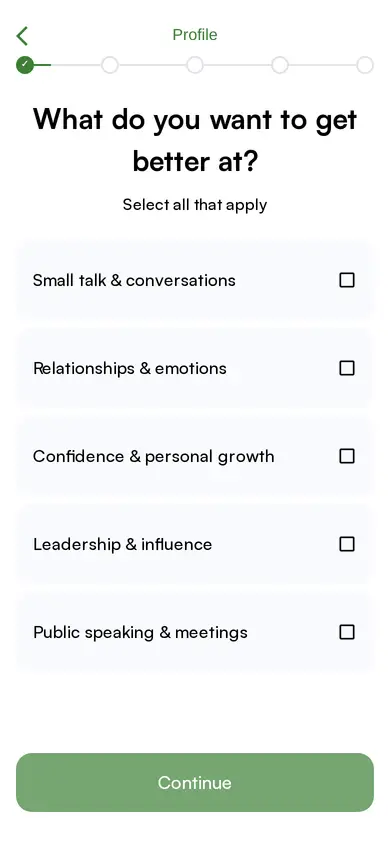 Profile
What do you want to get
better at?
Select all that apply
Small talk & conversations
Relationships & emotions
Confidence & personal growth
Leadership & influence
Public speaking & meetings
Continue